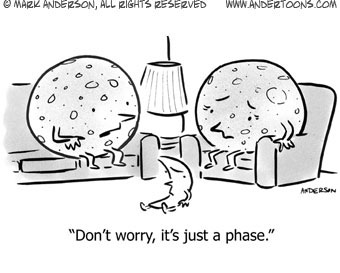 © MARK ANDERSON, ALL RIGHTS RESERVED WWW.ANDERTOONS.COM
ANDERSON
“Don’t worry, it’s just a phase.”